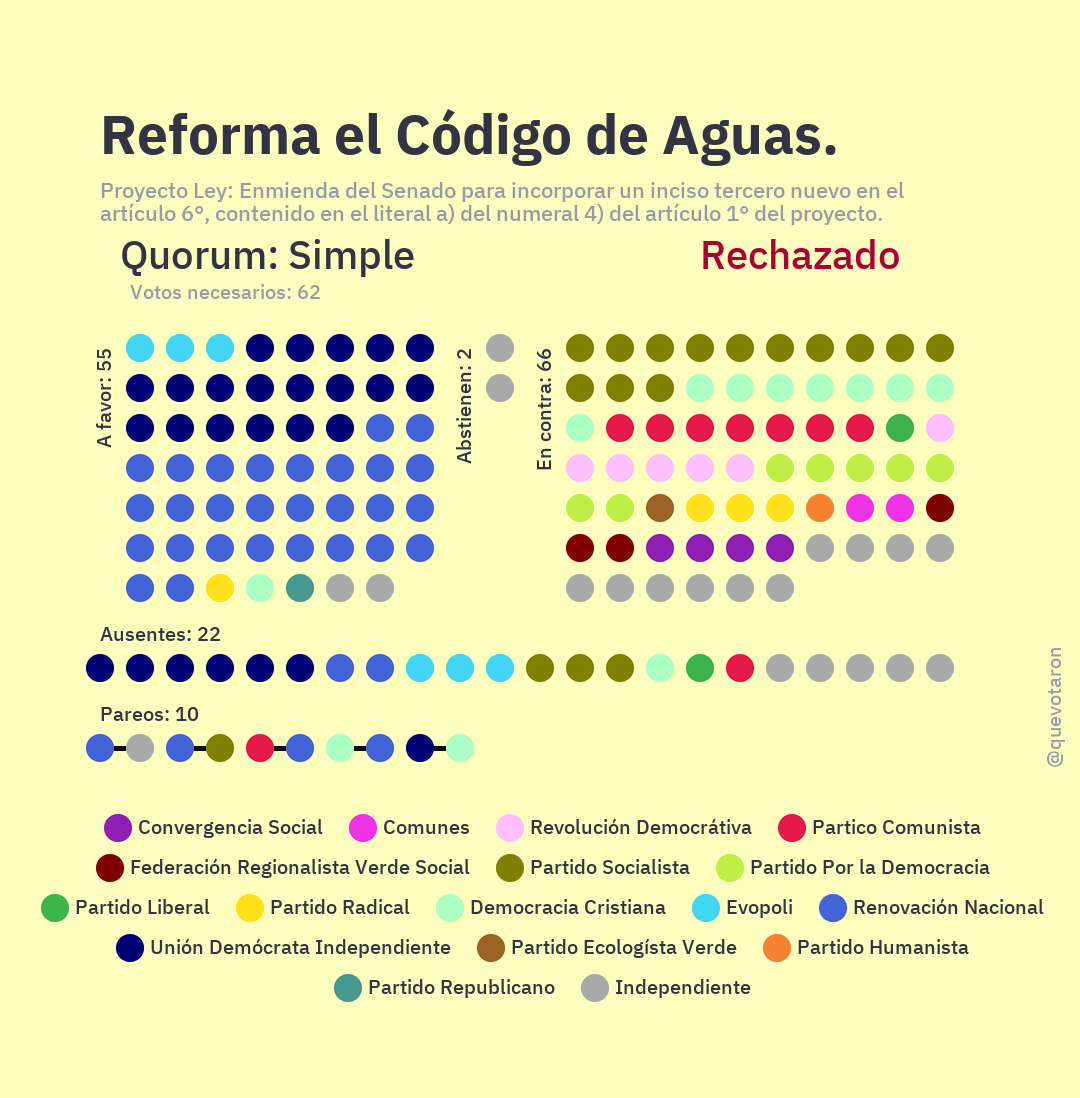 Reforma el Código de Aguas.
Proyecto Ley: Enmienda del Senado para incorporar un inciso tercero nuevo en el
artículo 6°, contenido en el literal a) del numeral 4) del artículo 1° del proyecto.
Quorum: Simple
Rechazado
Votos necesarios: 62
A favor: 55
Abstienen: 2
En contra: 66
Ausentes: 22
Pareos: 10
@quevotaron
Convergencia Social Comunes Revolución Democrátiva Partico Comunista
Federación Regionalista Verde Social Partido Socialista Partido Por la Democracia
Partido Liberal Partido Radical Democracia Cristiana Evopoli Renovación Nacional
Unión Demócrata Independiente Partido Ecologísta Verde Partido Humanista
Partido Republicano Independiente